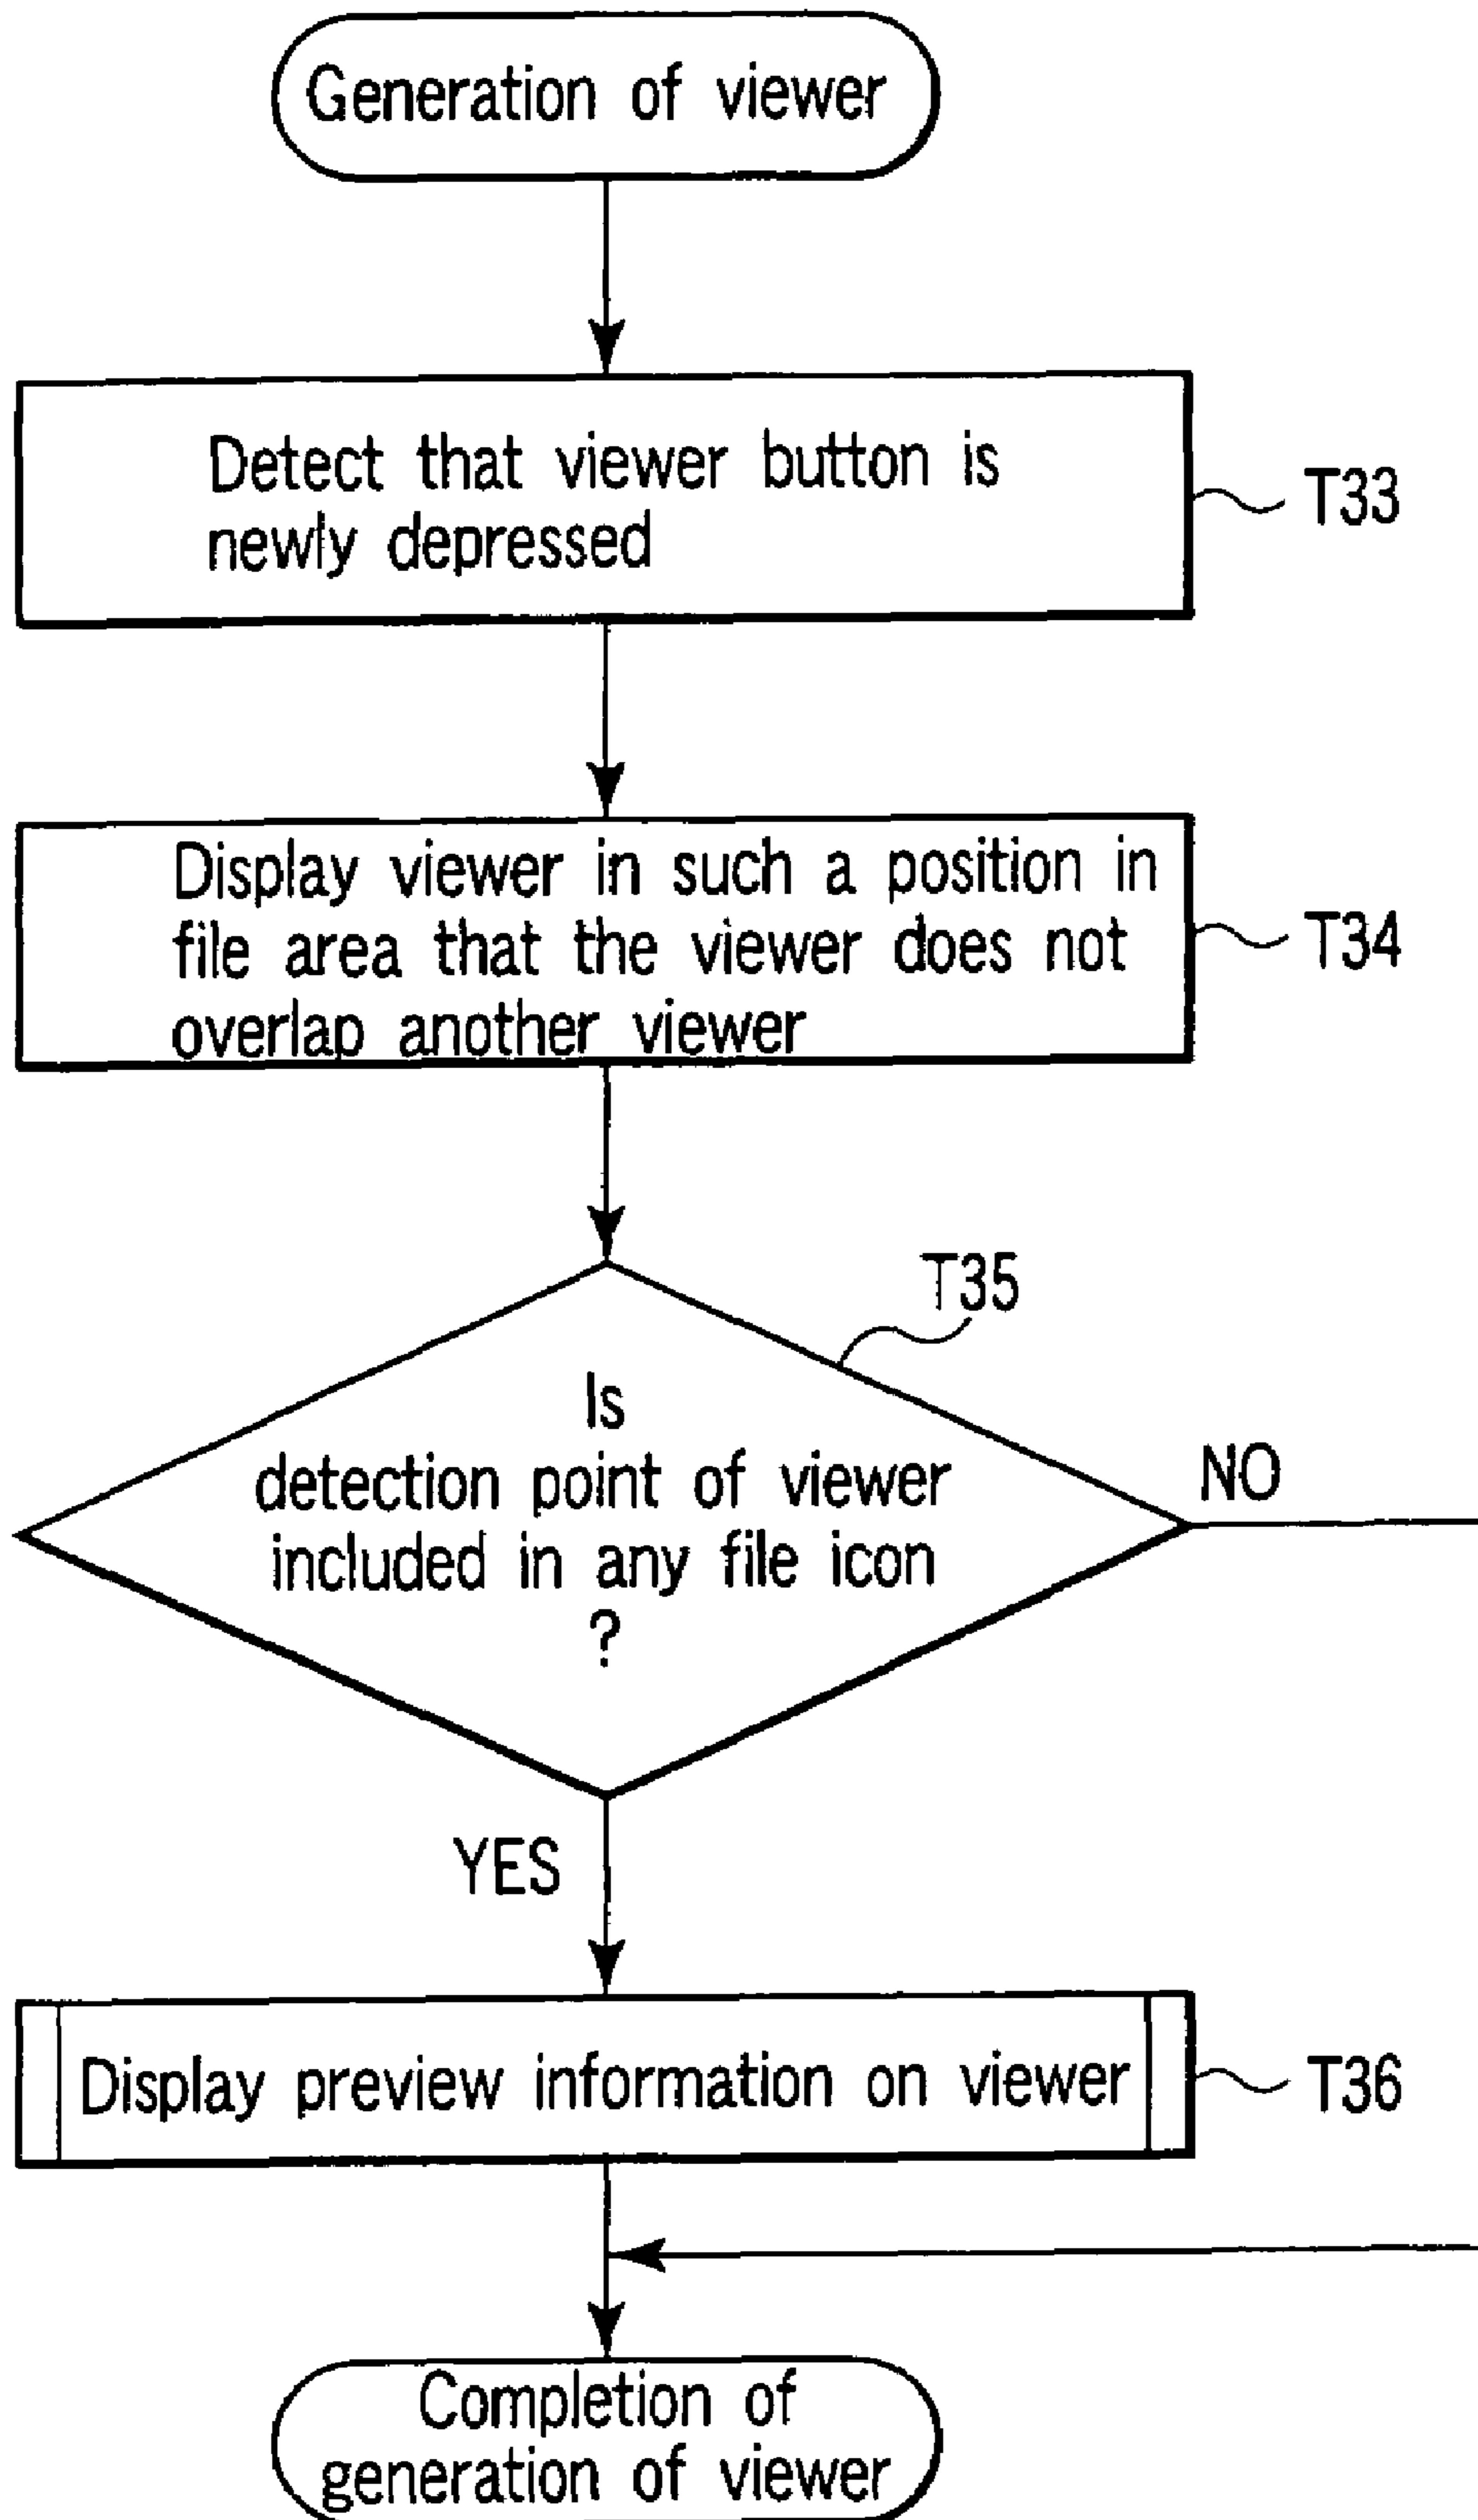 Generation of viewer
Detect that viewer button is
newly depressed
T33
Display viewer in such a position in
file area that the viewer does not
overlap another viewer
T34
T35
Is
detection point of viewer
included in any file icon
?
NO
YES
Display preview information on viewer
T36
Completion of
generation of viewer